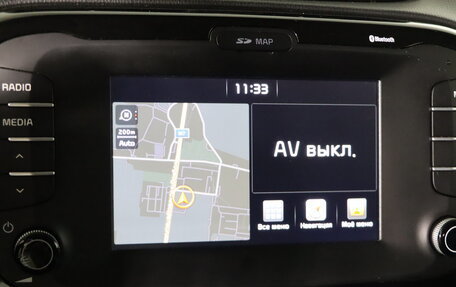 SD MAP
Bluetooth
RADIO
11:33
MEDIA
200m
Auto
AV выкл.
Все меню
Навигация
Моё меню